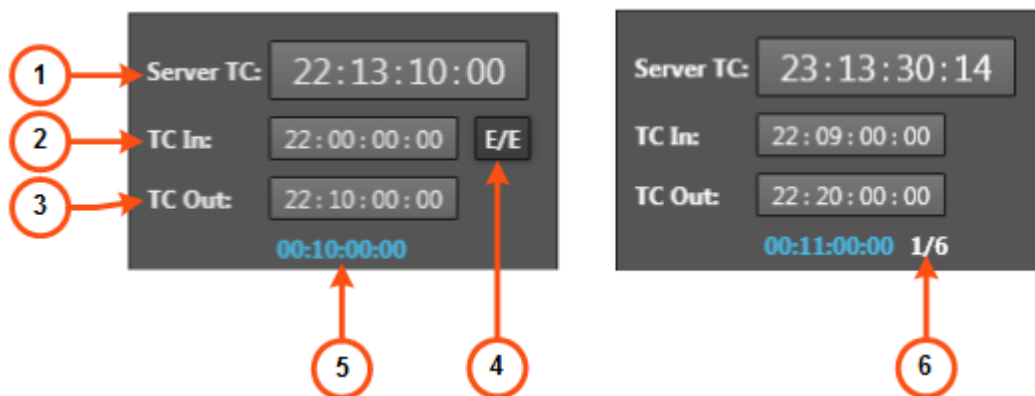 1
Server TC: 22:13:10:00
2
TC In: 22:00:00:00 E/E
3
TC Out: 22:10:00:00
00:10:00:00
5
4
Server TC: 23:13:30:14
TC In: 22:09:00:00
TC Out: 22:20:00:00
00:11:00:00 1/6
6